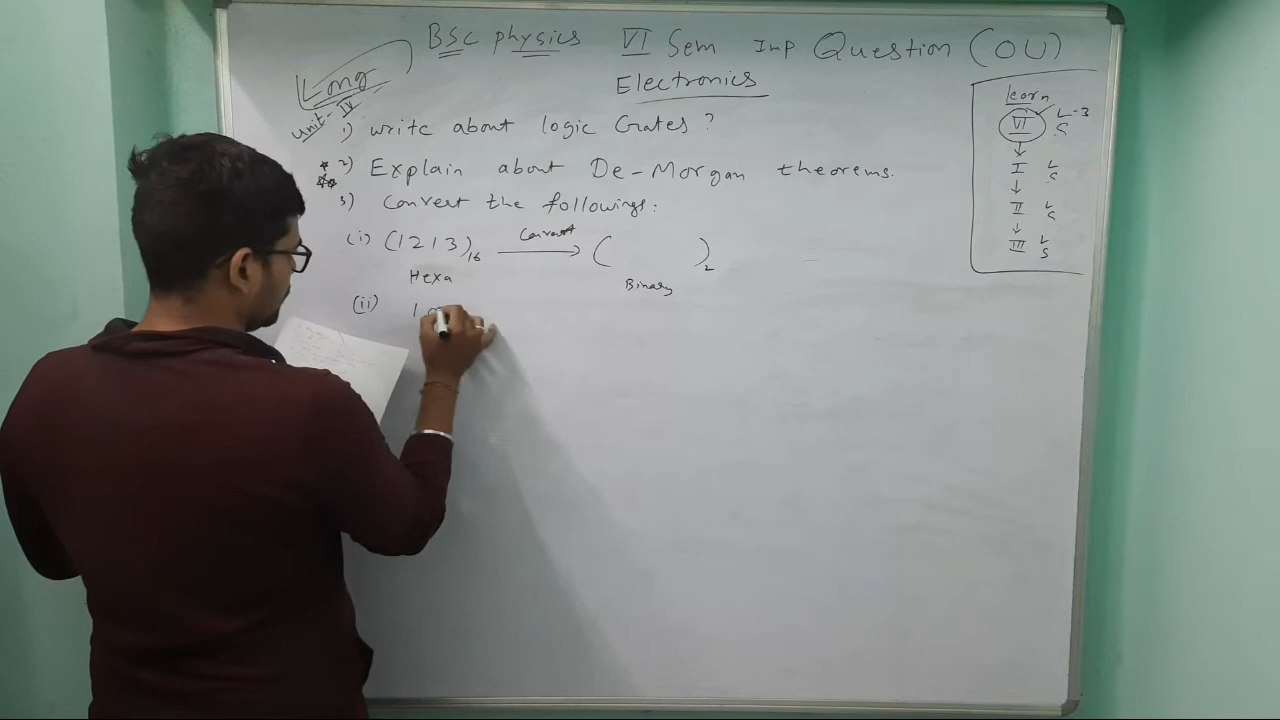 BSC physics VI Sem Imp Question (OU)
Electronics
Long
Unit-IV
1) write about logic Gates ?
2) Explain about De-Morgan theorems.
3) Convert the followings:
(i) (1213)16 Convert ( )2
Hexa Binary
(ii) 1
learn
VI L-3 S
I L S
II L S
III L S